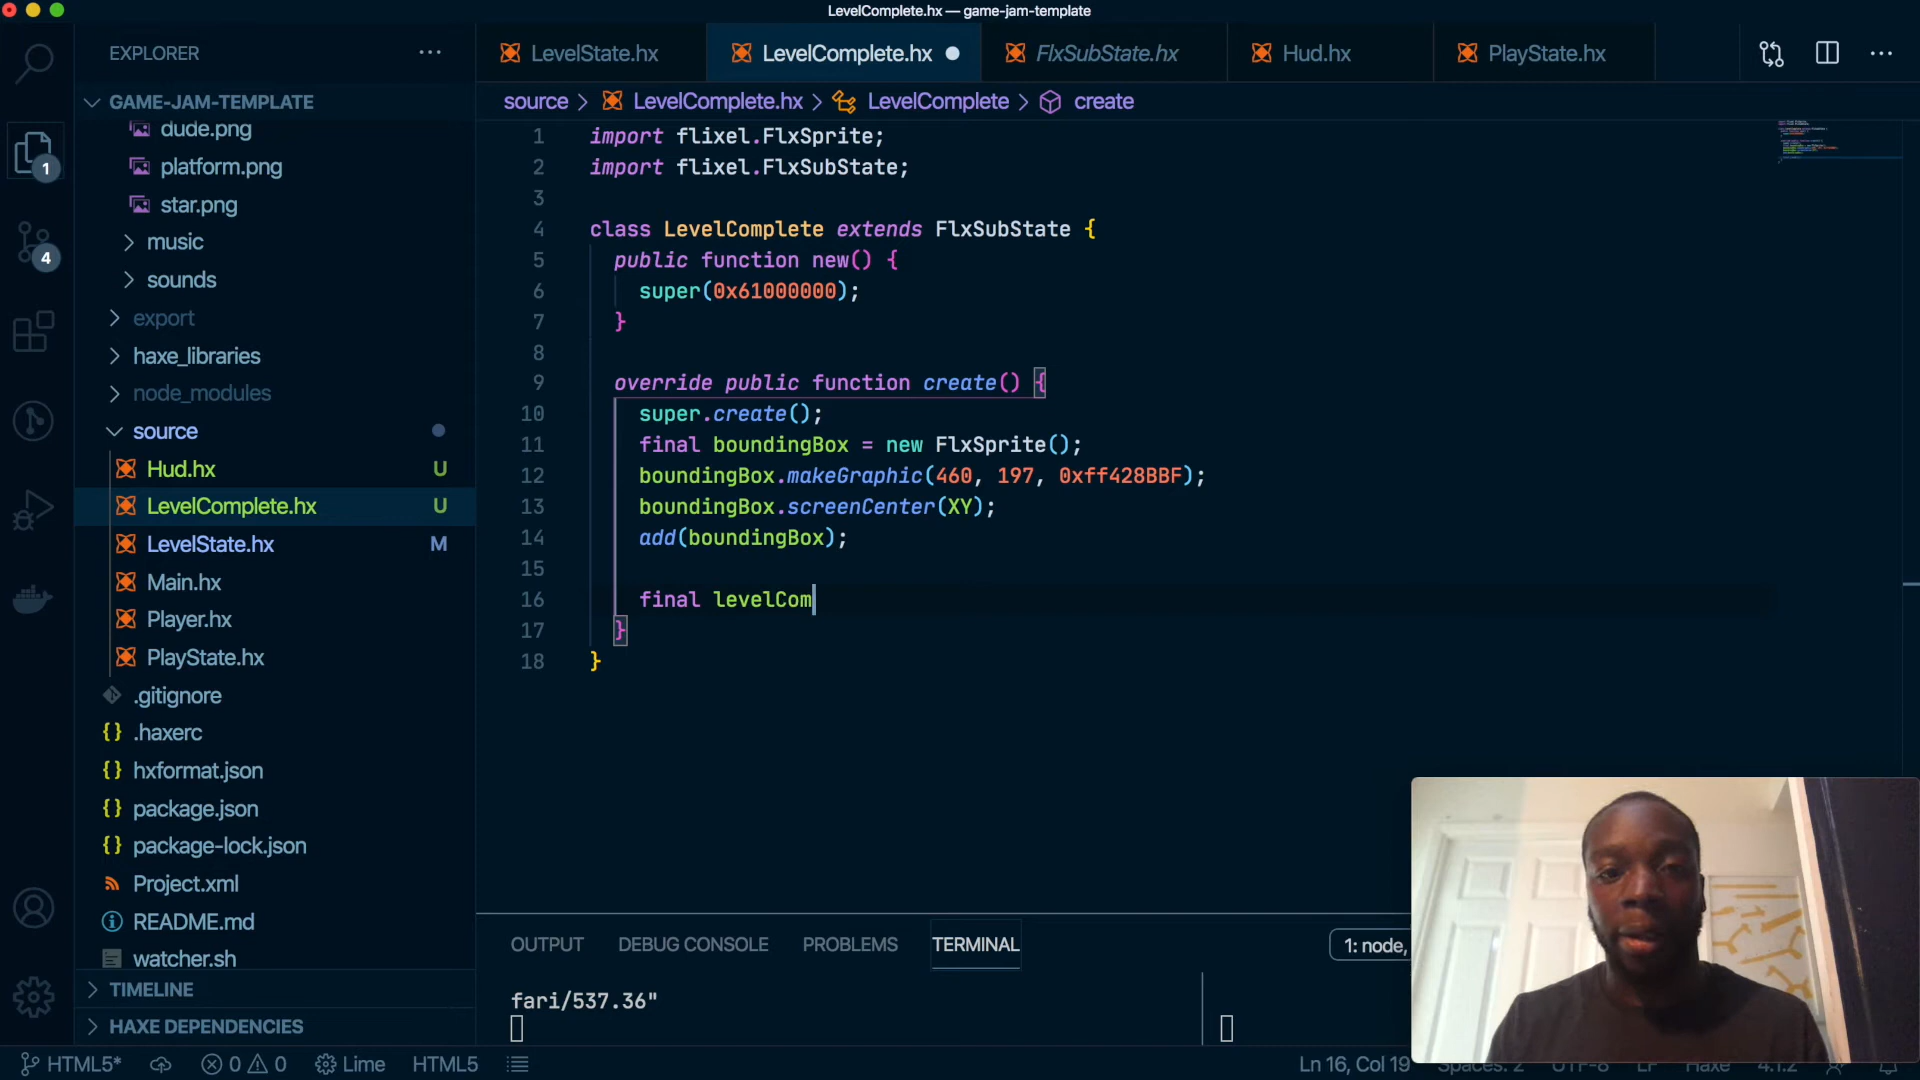 LevelComplete.hx — game-jam-template
EXPLORER
GAME-JAM-TEMPLATE
dude.png
platform.png
star.png
music
sounds
export
haxe_libraries
node_modules
source
Hud.hx U
LevelComplete.hx U
LevelState.hx M
Main.hx
Player.hx
PlayState.hx
.gitignore
.haxerc
hxformat.json
package.json
package-lock.json
Project.xml
README.md
watcher.sh
TIMELINE
HAXE DEPENDENCIES
1
4
LevelState.hx LevelComplete.hx FlxSubState.hx Hud.hx PlayState.hx
source > LevelComplete.hx > LevelComplete > create
1 import flixel.FlxSprite;
2 import flixel.FlxSubState;
3
4 class LevelComplete extends FlxSubState {
5 public function new() {
6 super(0x61000000);
7 }
8
9 override public function create() {
10 super.create();
11 final boundingBox = new FlxSprite();
12 boundingBox.makeGraphic(460, 197, 0xff428BBF);
13 boundingBox.screenCenter(XY);
14 add(boundingBox);
15
16 final levelCom
17 }
18 }
OUTPUT DEBUG CONSOLE PROBLEMS TERMINAL 1: node,
fari/537.36"
HTML5* 0 0 Lime HTML5 Ln 16, Col 19 Spaces: 2 UTF-8 LF Haxe 4.1.2